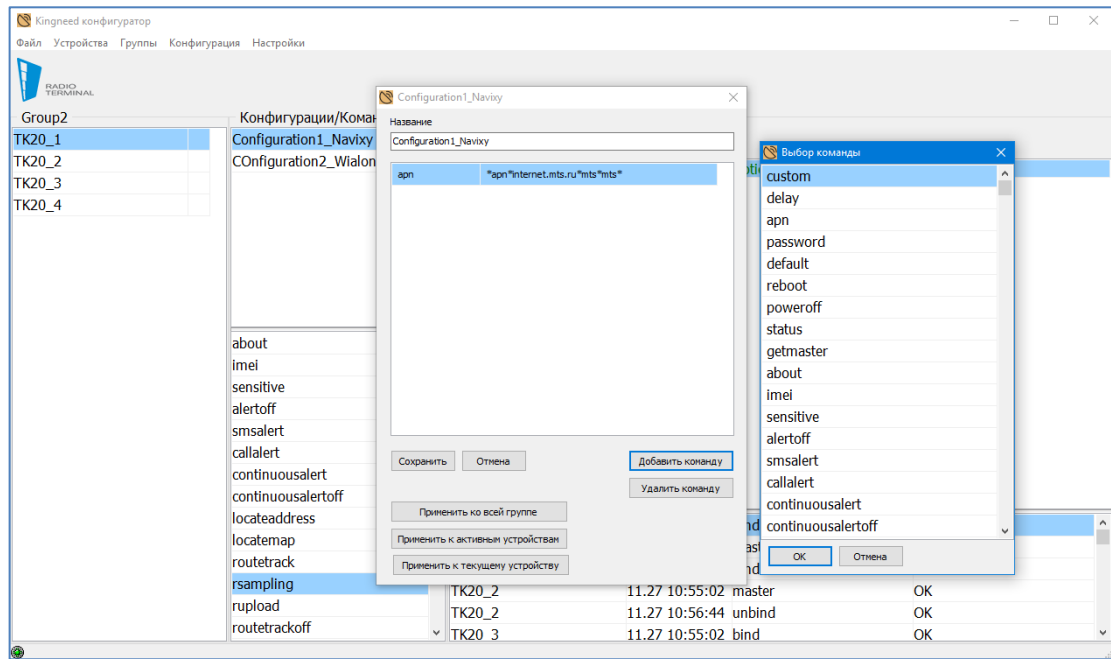 Kingneed конфигуратор
Файл Устройства Группы Конфигурация Настройки
RADIO
TERMINAL
Group2
TK20_1
TK20_2
TK20_3
TK20_4
Конфигурации/Кома
Configuration1_Navixy
COnfiguration2_Wialon
about
imei
sensitive
alertoff
smsalert
callalert
continuousalert
continuousalertoff
locateaddress
locatemap
routetrack
rsampling
rupload
routetrackoff
Configuration1_Navixy
Название
Configuration1_Navixy
apn *apn*internet.mts.ru*mts*mts*
Сохранить Отмена Добавить команду
Удалить команду
Применить ко всей группе
Применить к активным устройствам
Применить к текущему устройству
Выбор команды
custom
delay
apn
password
default
reboot
poweroff
status
getmaster
about
imei
sensitive
alertoff
smsalert
callalert
continuousalert
continuousalertoff
OK Отмена
TK20_2 11.27 10:55:02 master OK
TK20_2 11.27 10:56:44 unbind OK
TK20_3 11.27 10:55:02 bind OK